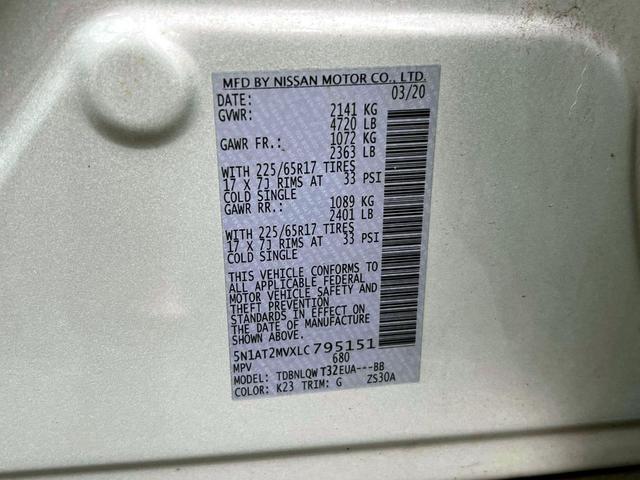 MFD BY NISSAN MOTOR CO., LTD.
DATE: 03/20
GVWR: 2141 KG
4720 LB
GAWR FR.: 1072 KG
2363 LB
WITH 225/65R17 TIRES
17 X 7J RIMS AT 33 PSI
COLD SINGLE
GAWR RR.: 1089 KG
2401 LB
WITH 225/65R17 TIRES
17 X 7J RIMS AT 33 PSI
COLD SINGLE
THIS VEHICLE CONFORMS TO
ALL APPLICABLE FEDERAL
MOTOR VEHICLE SAFETY AND
THEFT PREVENTION
STANDARDS IN EFFECT ON
THE DATE OF MANUFACTURE
SHOWN ABOVE.
5N1AT2MVXLC795151
MPV 680
MODEL: TDBNLQW T32EUA---BB
COLOR: K23 TRIM: G ZS30A